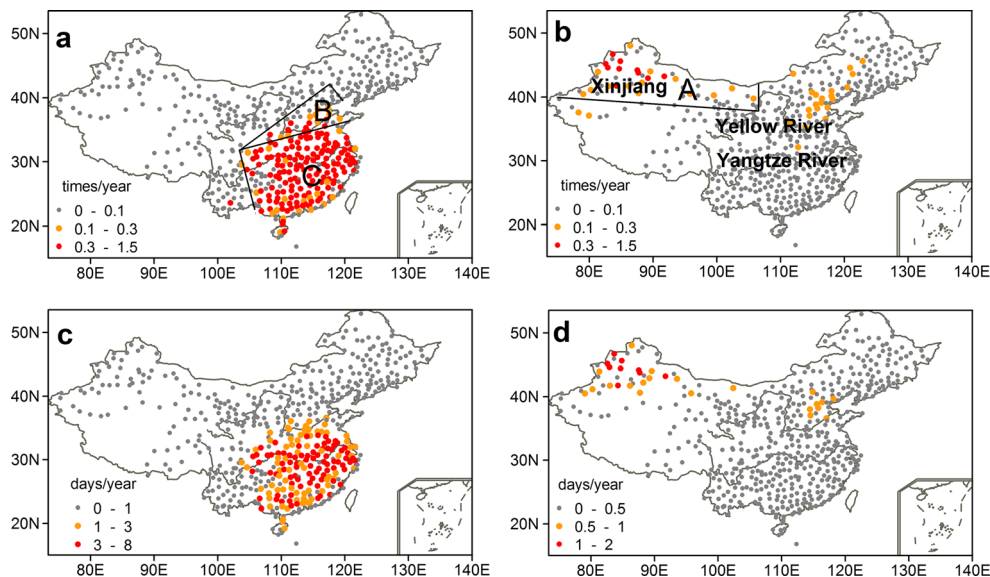 a
50N
40N
30N
20N
B
C
times/year
0 - 0.1
0.1 - 0.3
0.3 - 1.5
80E 90E 100E 110E 120E 130E 140E
b
50N
40N
30N
20N
Xinjiang A
Yellow River
Yangtze River
times/year
0 - 0.1
0.1 - 0.3
0.3 - 1.5
80E 90E 100E 110E 120E 130E 140E
c
50N
40N
30N
20N
days/year
0 - 1
1 - 3
3 - 8
80E 90E 100E 110E 120E 130E 140E
d
50N
40N
30N
20N
days/year
0 - 0.5
0.5 - 1
1 - 2
80E 90E 100E 110E 120E 130E 140E